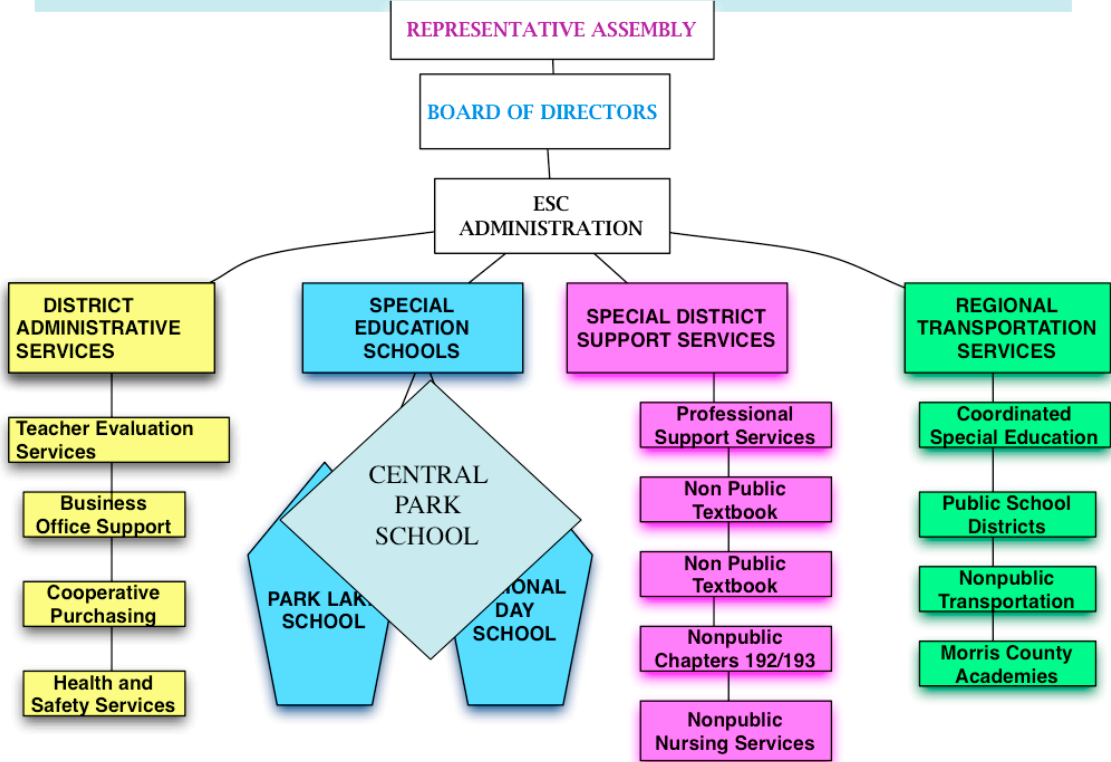 REPRESENTATIVE ASSEMBLY
BOARD OF DIRECTORS
ESC
ADMINISTRATION
DISTRICT
ADMINISTRATIVE
SERVICES
Teacher Evaluation
Services
Business
Office Support
Cooperative
Purchasing
Health and
Safety Services
SPECIAL
EDUCATION
SCHOOLS
CENTRAL
PARK
SCHOOL
PARK LAK
SCHOOL
IONAL
DAY
SCHOOL
SPECIAL DISTRICT
SUPPORT SERVICES
Professional
Support Services
Non Public
Textbook
Non Public
Textbook
Nonpublic
Chapters 192/193
Nonpublic
Nursing Services
REGIONAL
TRANSPORTATION
SERVICES
Coordinated
Special Education
Public School
Districts
Nonpublic
Transportation
Morris County
Academies